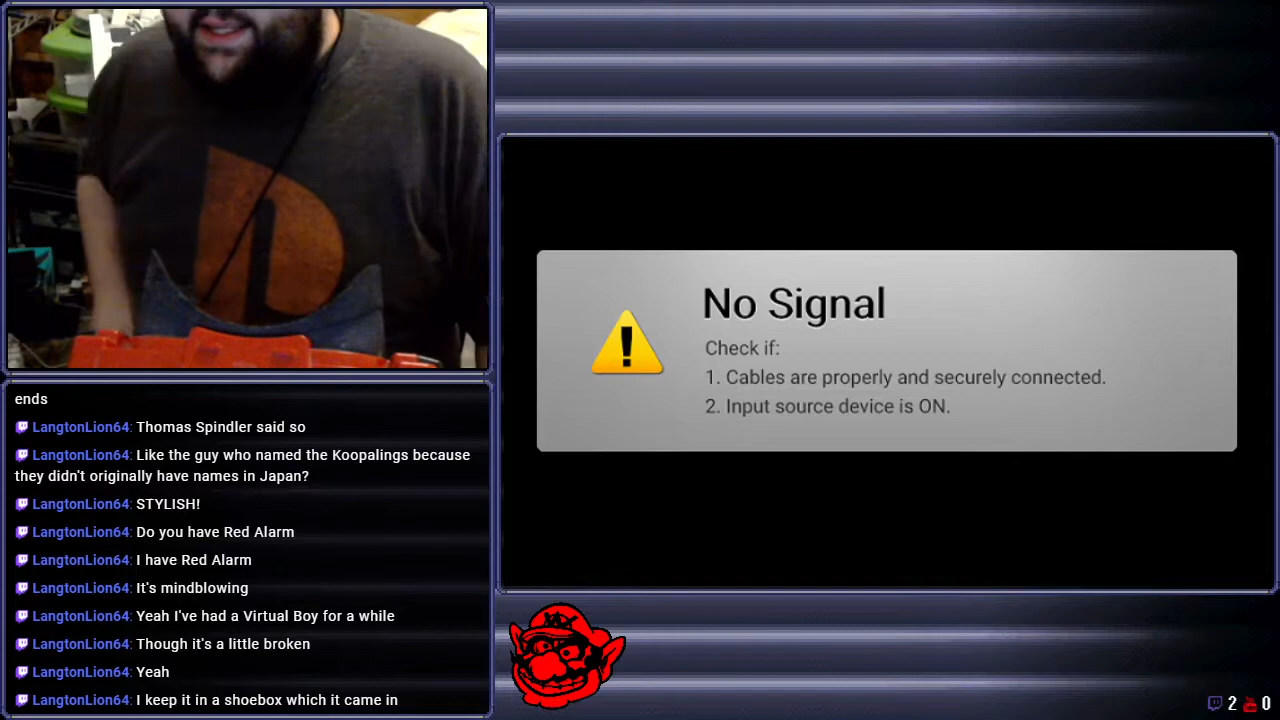 ends
LangtonLion64: Thomas Spindler said so
LangtonLion64: Like the guy who named the Koopalings because
they didn't originally have names in Japan?
LangtonLion64: STYLISH!
LangtonLion64: Do you have Red Alarm
LangtonLion64: I have Red Alarm
LangtonLion64: It's mindblowing
LangtonLion64: Yeah I've had a Virtual Boy for a while
LangtonLion64: Though it's a little broken
LangtonLion64: Yeah
LangtonLion64: I keep it in a shoebox which it came in
No Signal
Check if:
1. Cables are properly and securely connected.
2. Input source device is ON.
2 0